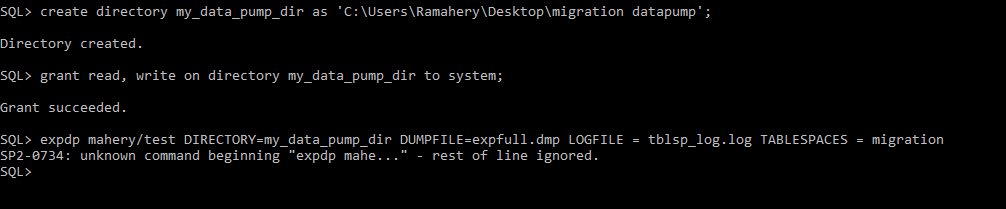 SQL> create directory my_data_pump_dir as 'C:\Users\Ramahery\Desktop\migration datapump';
Directory created.
SQL> grant read, write on directory my_data_pump_dir to system;
Grant succeeded.
SQL> expdp mahery/test DIRECTORY=my_data_pump_dir DUMPFILE=expfull.dmp LOGFILE = tblsp_log.log TABLESPACES = migration
SP2-0734: unknown command beginning "expdp mahe..." - rest of line ignored.
SQL>